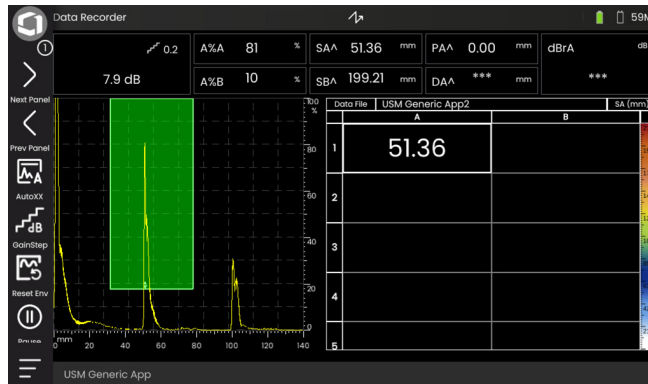 Data Recorder
59M
1
0.2
7.9 dB
A%A 81 %
A%B 10 %
SA^ 51.36 mm
SB^ 199.21 mm
PA^ 0.00 mm
DA^ *** mm
dBrA dB
***
Next Panel
Prev Panel
AutoXX
dB
GainStep
Reset Env
Pause
100
%
80
60
40
20
0
0 mm 20 40 60 80 100 120 140
Data File USM Generic App2 SA (mm)
A B
1 51.36
2
3
4
5
USM Generic App